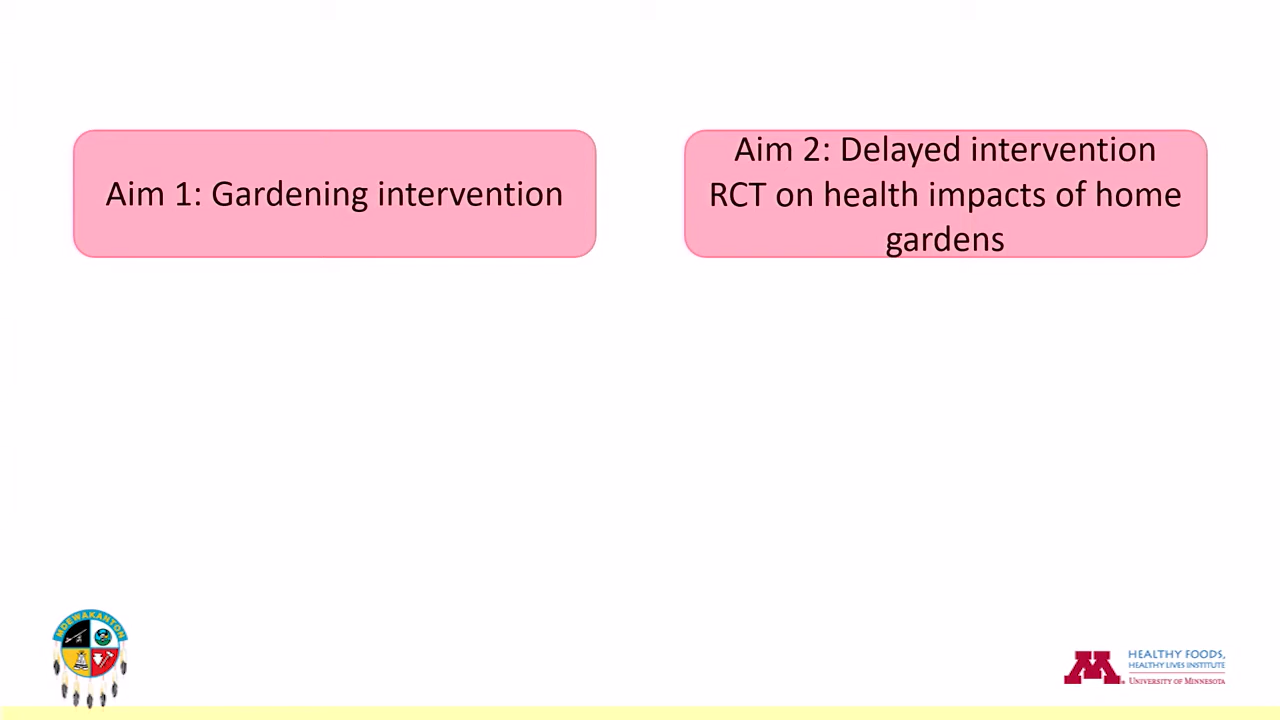 Aim 1: Gardening intervention
Aim 2: Delayed intervention
RCT on health impacts of home
gardens
MDEWAKANTON
M
HEALTHY FOODS,
HEALTHY LIVES INSTITUTE
UNIVERSITY OF MINNESOTA